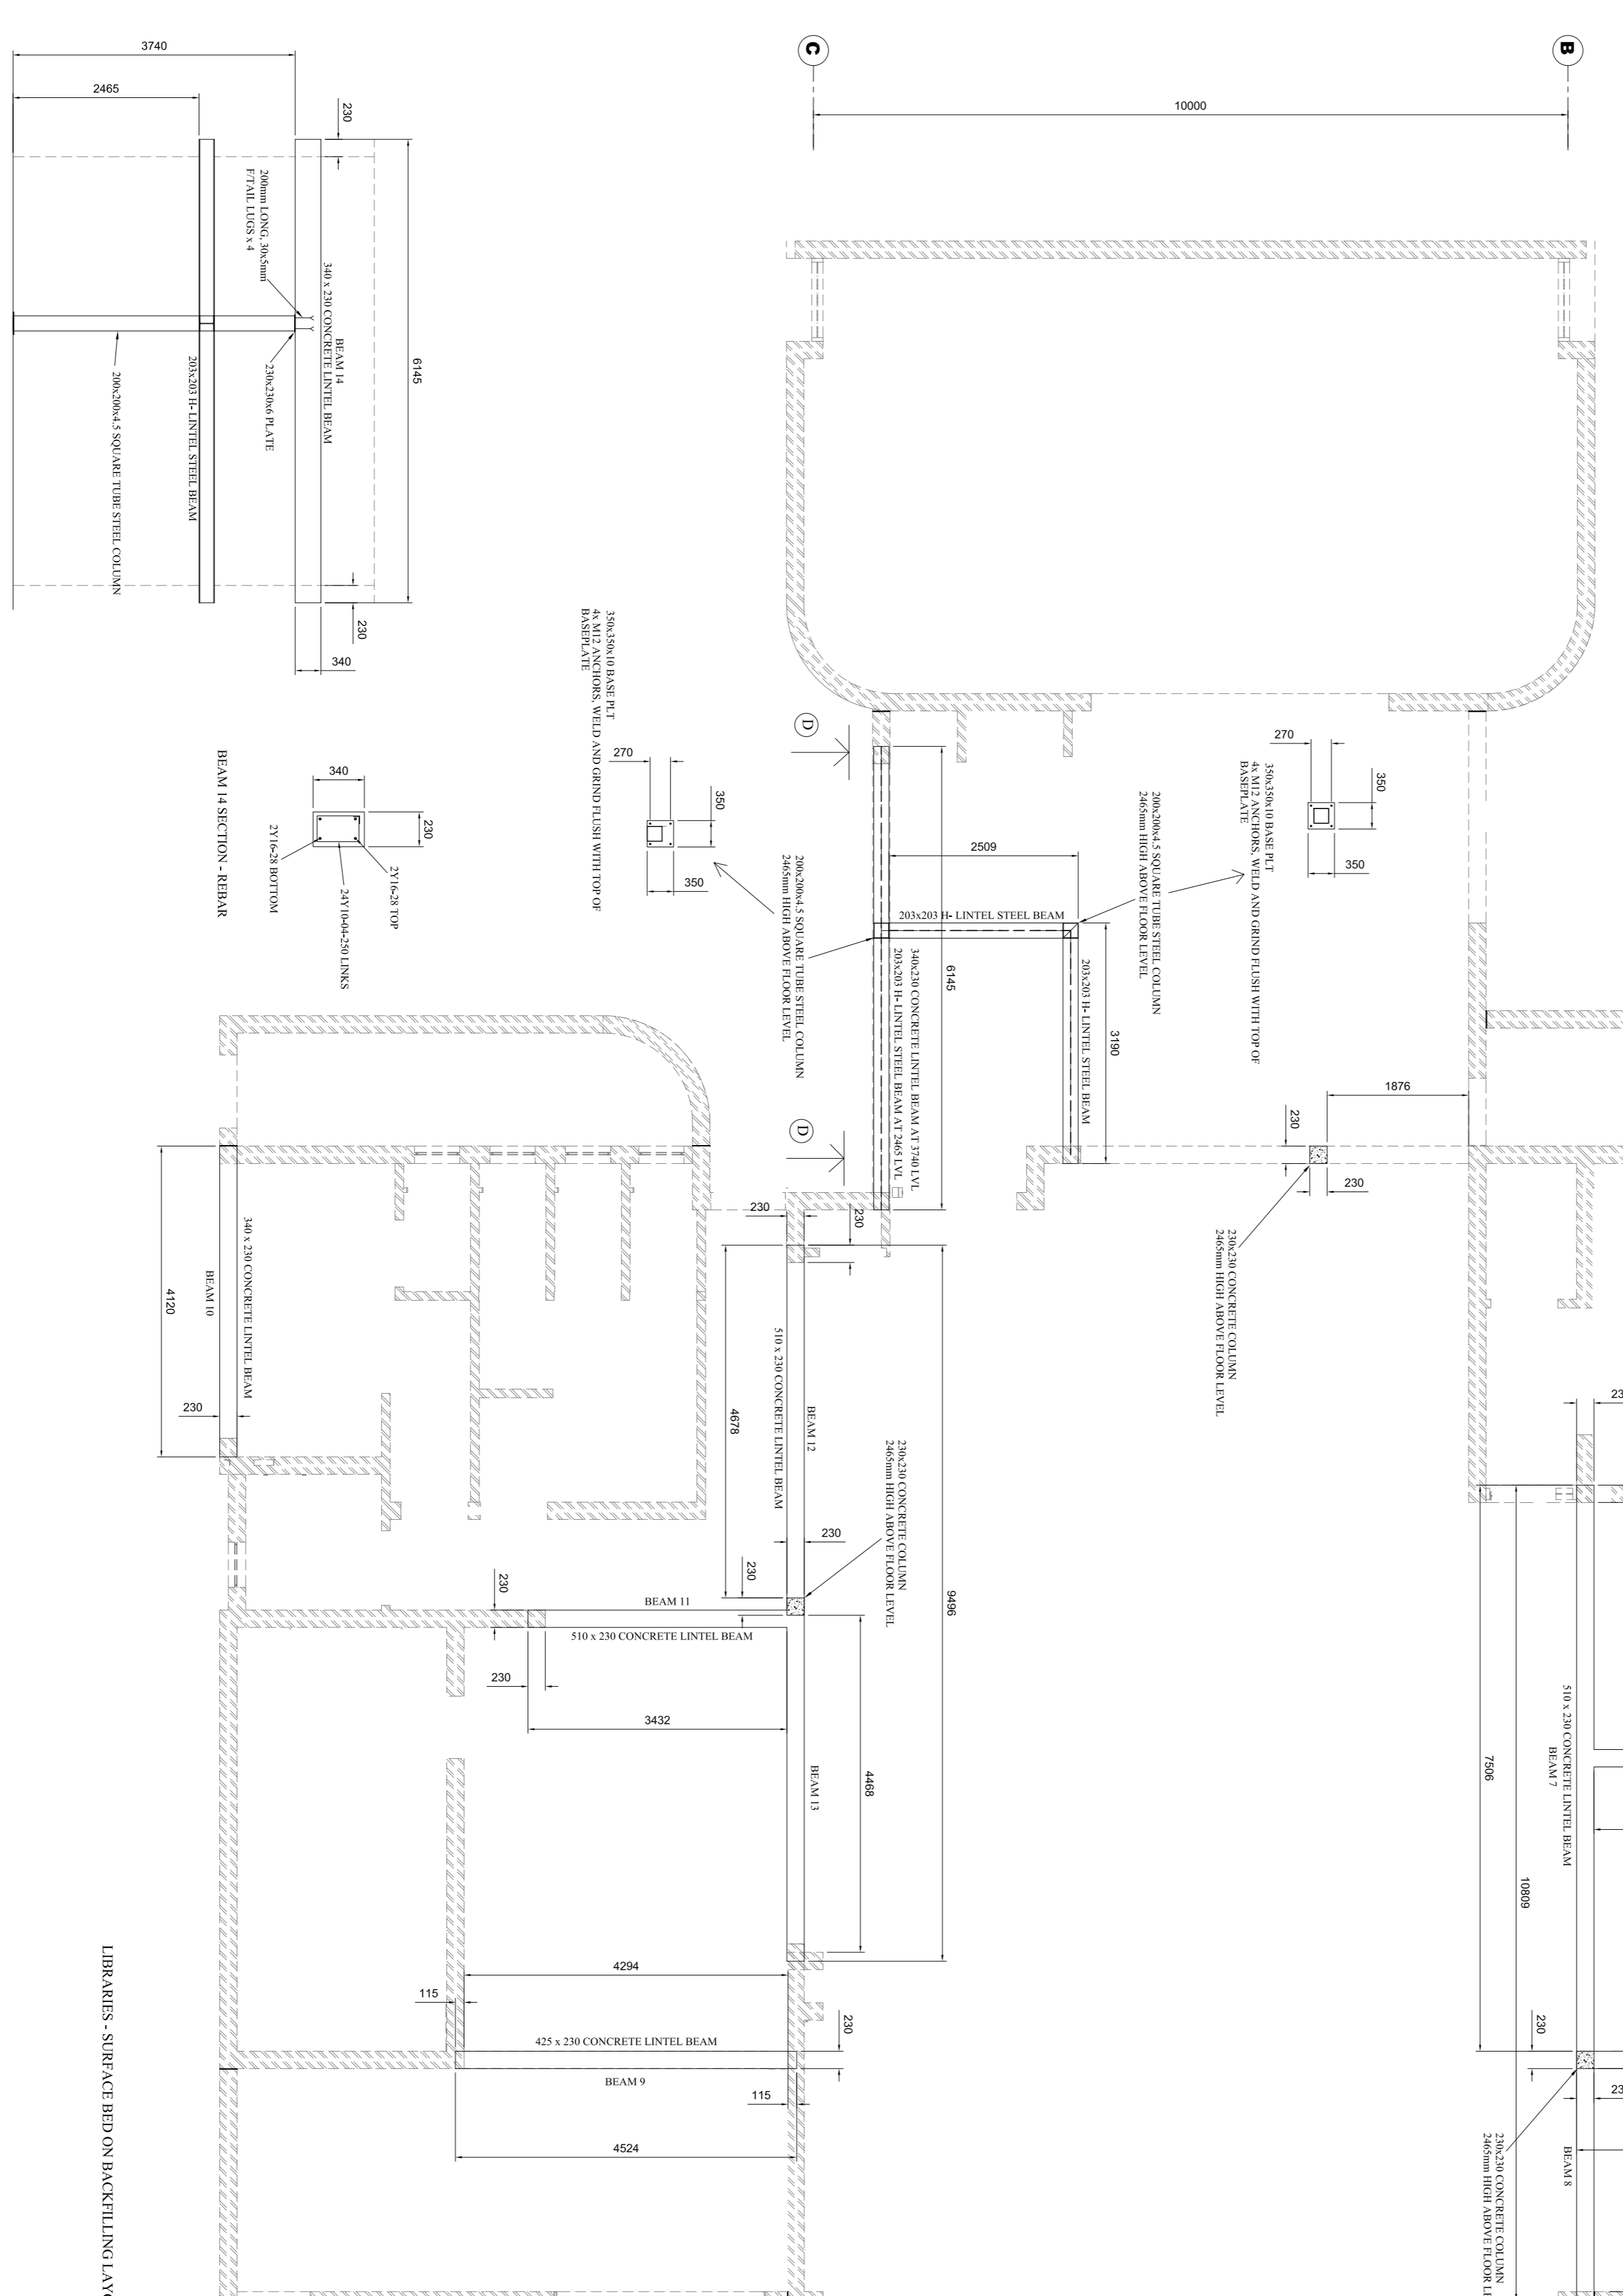 C
B
10000
3740
2465
230
6145
200mm LONG, 30x5mm
F/TAIL LUGS x 4
BEAM 14
340 x 230 CONCRETE LINTEL BEAM
230x230x6 PLATE
203x203 H- LINTEL STEEL BEAM
200x200x4.5 SQUARE TUBE STEEL COLUMN
230
340
BEAM 14 SECTION - REBAR
340
230
2Y16-28 TOP
24Y10-04-250 LINKS
2Y16-28 BOTTOM
350x350x10 BASE PLT
4x M12 ANCHORS, WELD AND GRIND FLUSH WITH TOP OF
BASEPLATE
270
350
350
D
200x200x4.5 SQUARE TUBE STEEL COLUMN
2465mm HIGH ABOVE FLOOR LEVEL
D
2509
203x203 H- LINTEL STEEL BEAM
6145
340x230 CONCRETE LINTEL BEAM AT 3740 LVL
203x203 H- LINTEL STEEL BEAM AT 2465 LVL
203x203 H- LINTEL STEEL BEAM
3190
270
350
350
350x350x10 BASE PLT
4x M12 ANCHORS, WELD AND GRIND FLUSH WITH TOP OF
BASEPLATE
200x200x4.5 SQUARE TUBE STEEL COLUMN
2465mm HIGH ABOVE FLOOR LEVEL
1876
230
230
230x230 CONCRETE COLUMN
2465mm HIGH ABOVE FLOOR LEVEL
340 x 230 CONCRETE LINTEL BEAM
BEAM 10
4120
230
230
230
4678
510 x 230 CONCRETE LINTEL BEAM
BEAM 12
230
230
230x230 CONCRETE COLUMN
2465mm HIGH ABOVE FLOOR LEVEL
9496
230
BEAM 11
510 x 230 CONCRETE LINTEL BEAM
230
3432
BEAM 13
4468
4294
115
425 x 230 CONCRETE LINTEL BEAM
BEAM 9
230
115
4524
510 x 230 CONCRETE LINTEL BEAM
BEAM 7
7506
10809
230
BEAM 8
230x230 CONCRETE COLUMN
2465mm HIGH ABOVE FLOOR
LIBRARIES - SURFACE BED ON BACKFILLING